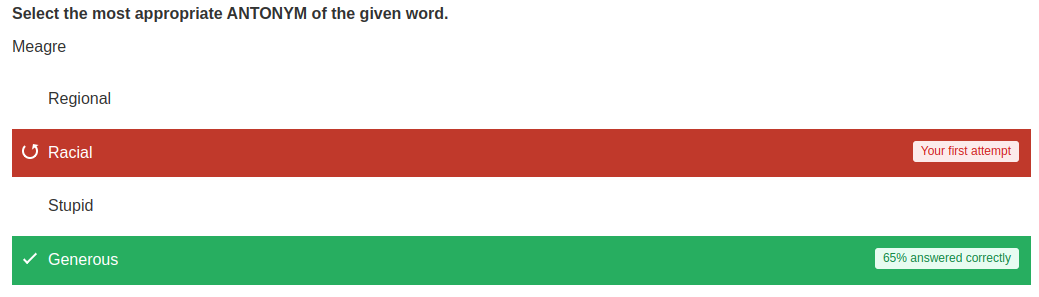 Select the most appropriate ANTONYM of the given word.
Meagre
Regional
Racial Your first attempt
Stupid
Generous 65% answered correctly